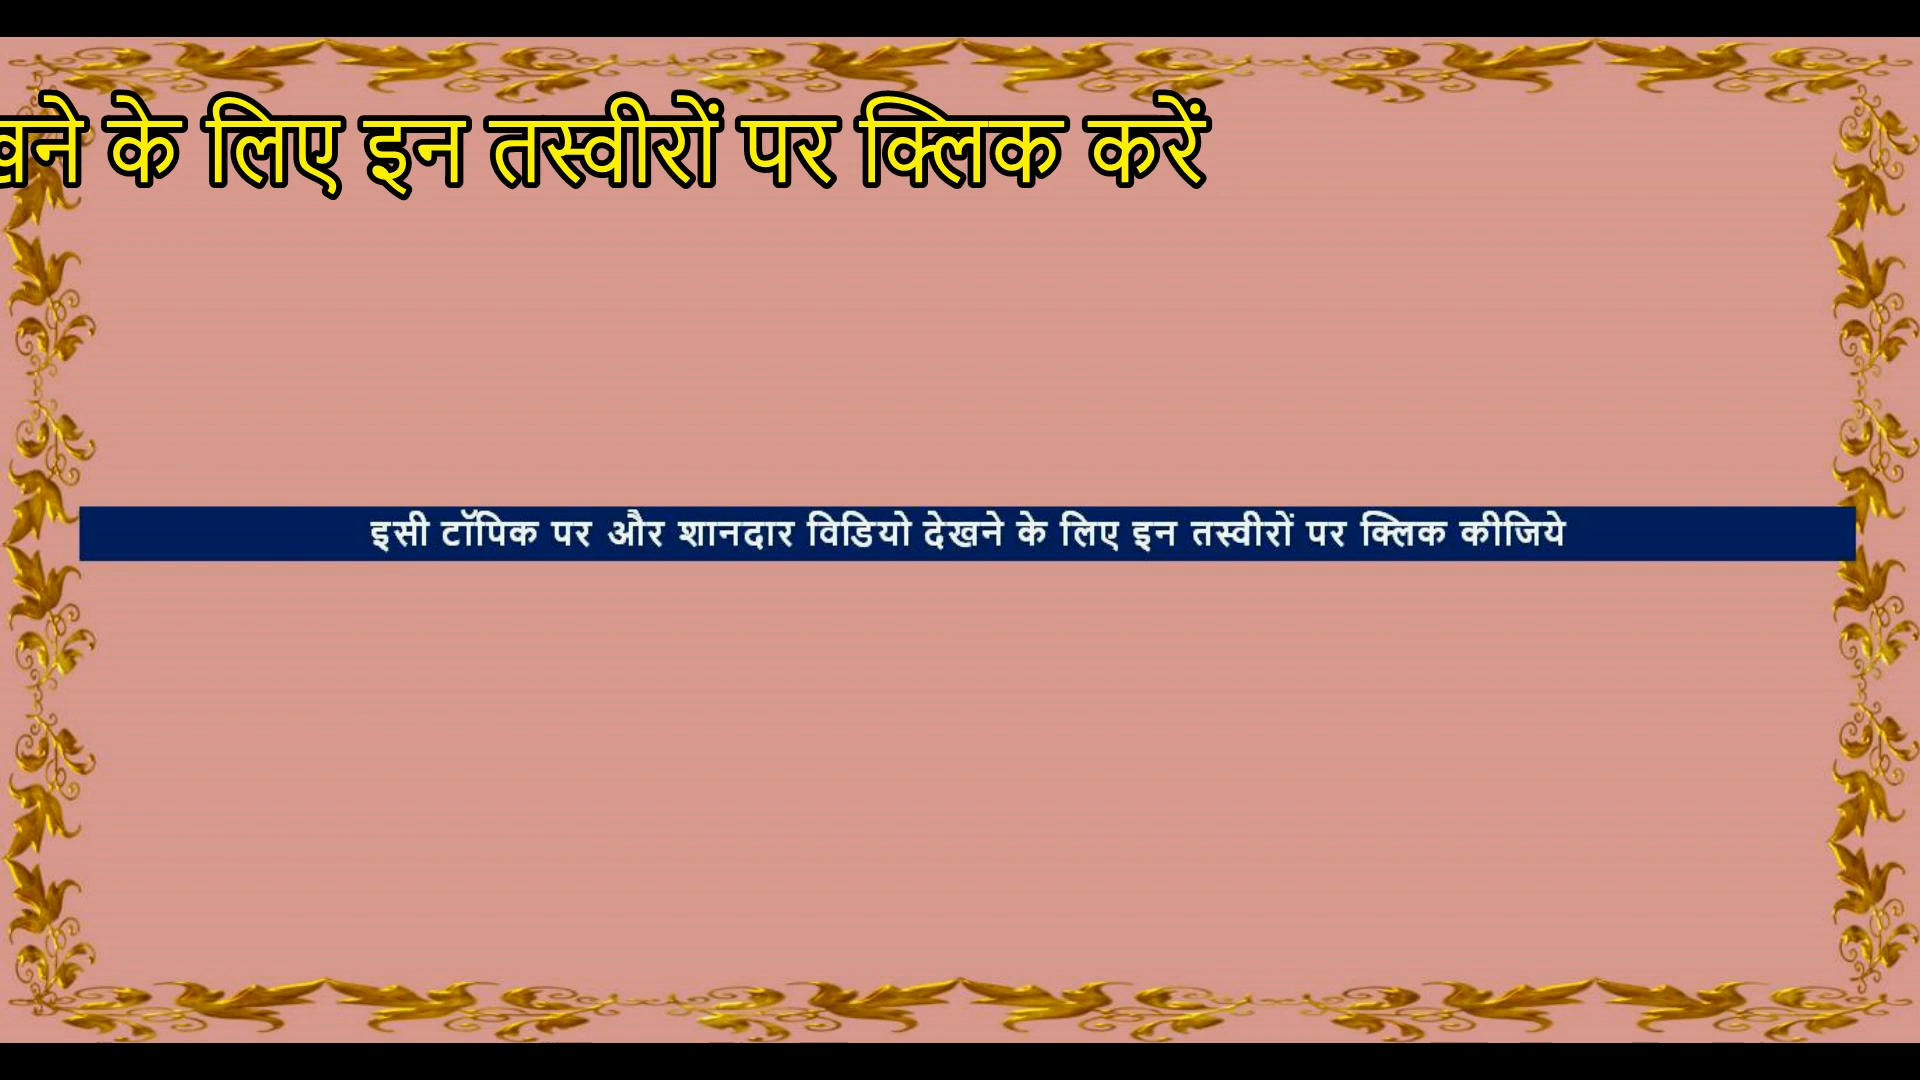 के लिए इन तस्वीरों पर क्लिक करें
इसी टॉपिक पर और शानदार विडियो देखने के लिए इन तस्वीरों पर क्लिक कीजिये